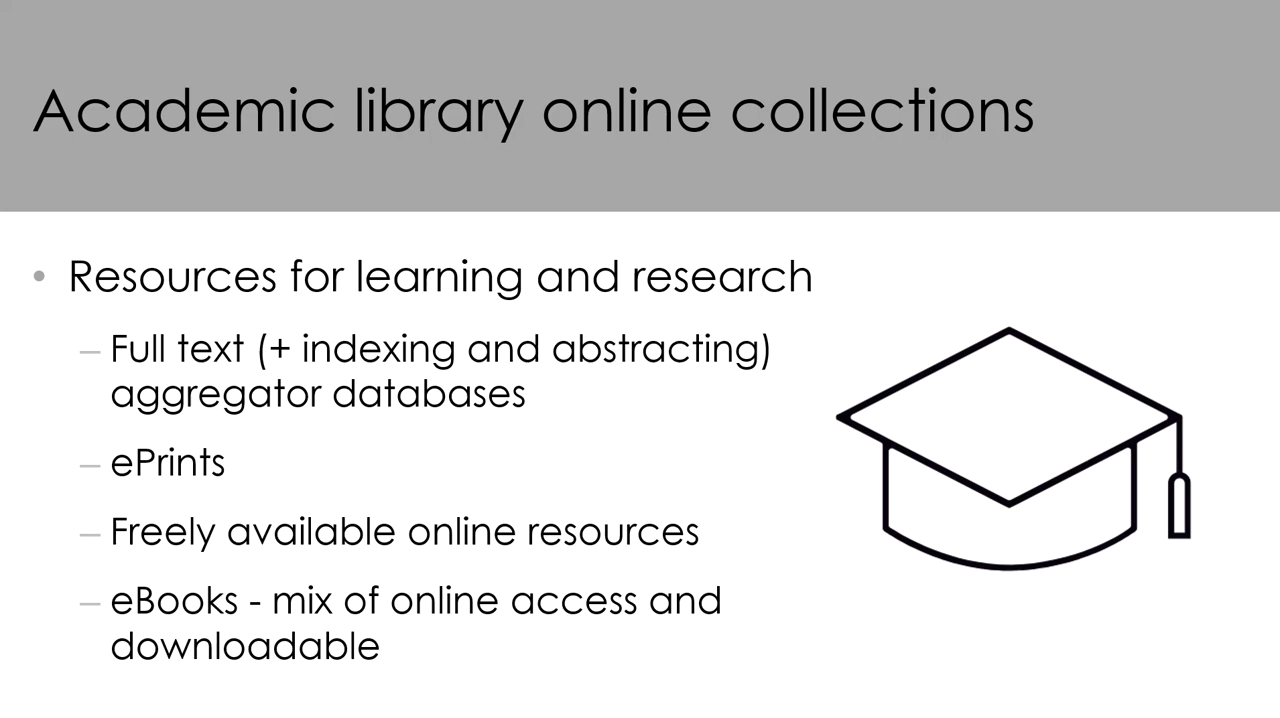 Academic library online collections
• Resources for learning and research
– Full text (+ indexing and abstracting)
aggregator databases
– ePrints
– Freely available online resources
– eBooks - mix of online access and
downloadable